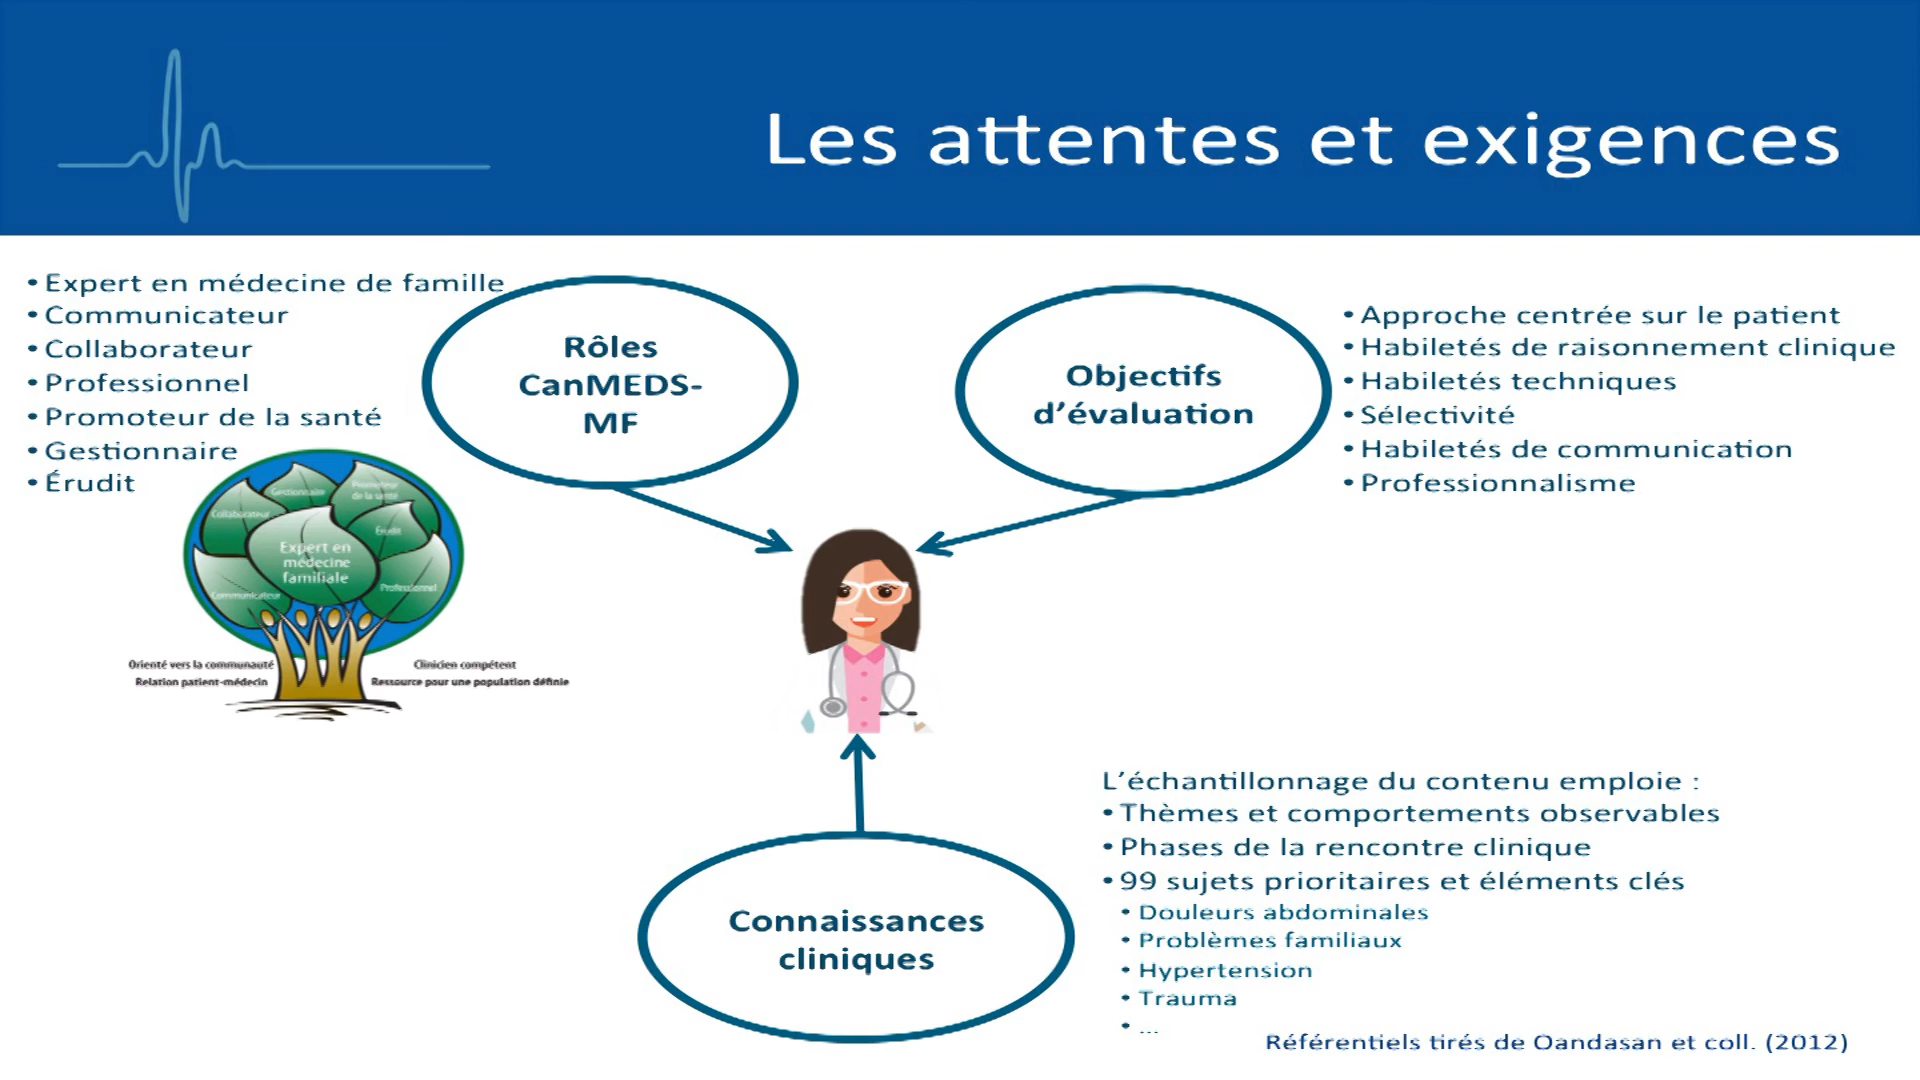 Les attentes et exigences
• Expert en médecine de famille
• Communicateur
• Collaborateur
• Professionnel
• Promoteur de la santé
• Gestionnaire
• Érudit
Rôles
CanMEDS-
MF
Objectifs
d’évaluation
• Approche centrée sur le patient
• Habiletés de raisonnement clinique
• Habiletés techniques
• Sélectivité
• Habiletés de communication
• Professionnalisme
Gestionnaire
Promoteur
de la santé
Collaborateur
Érudit
Expert en
médecine
familiale
Professionnel
Communicateur
Orienté vers la communauté
Relation patient-médecin
Clinicien compétent
Ressource pour une population définie
Connaissances
cliniques
L’échantillonnage du contenu emploie :
• Thèmes et comportements observables
• Phases de la rencontre clinique
• 99 sujets prioritaires et éléments clés
• Douleurs abdominales
• Problèmes familiaux
• Hypertension
• Trauma
• ...
Référentiels tirés de Oandasan et coll. (2012)